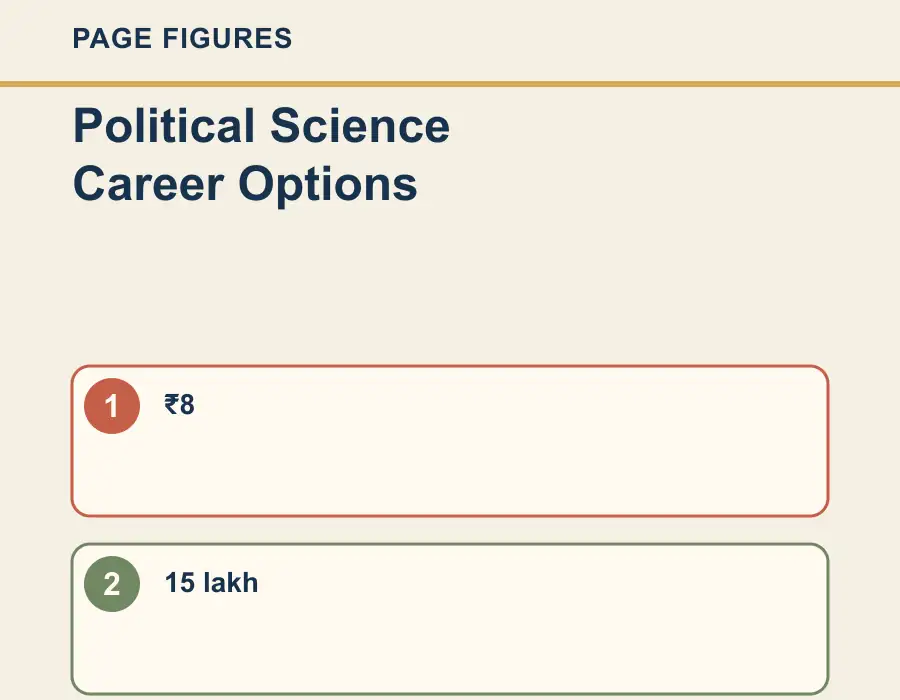 PAGE FIGURES
Political Science
Career Options
1 ₹8
2 15 lakh